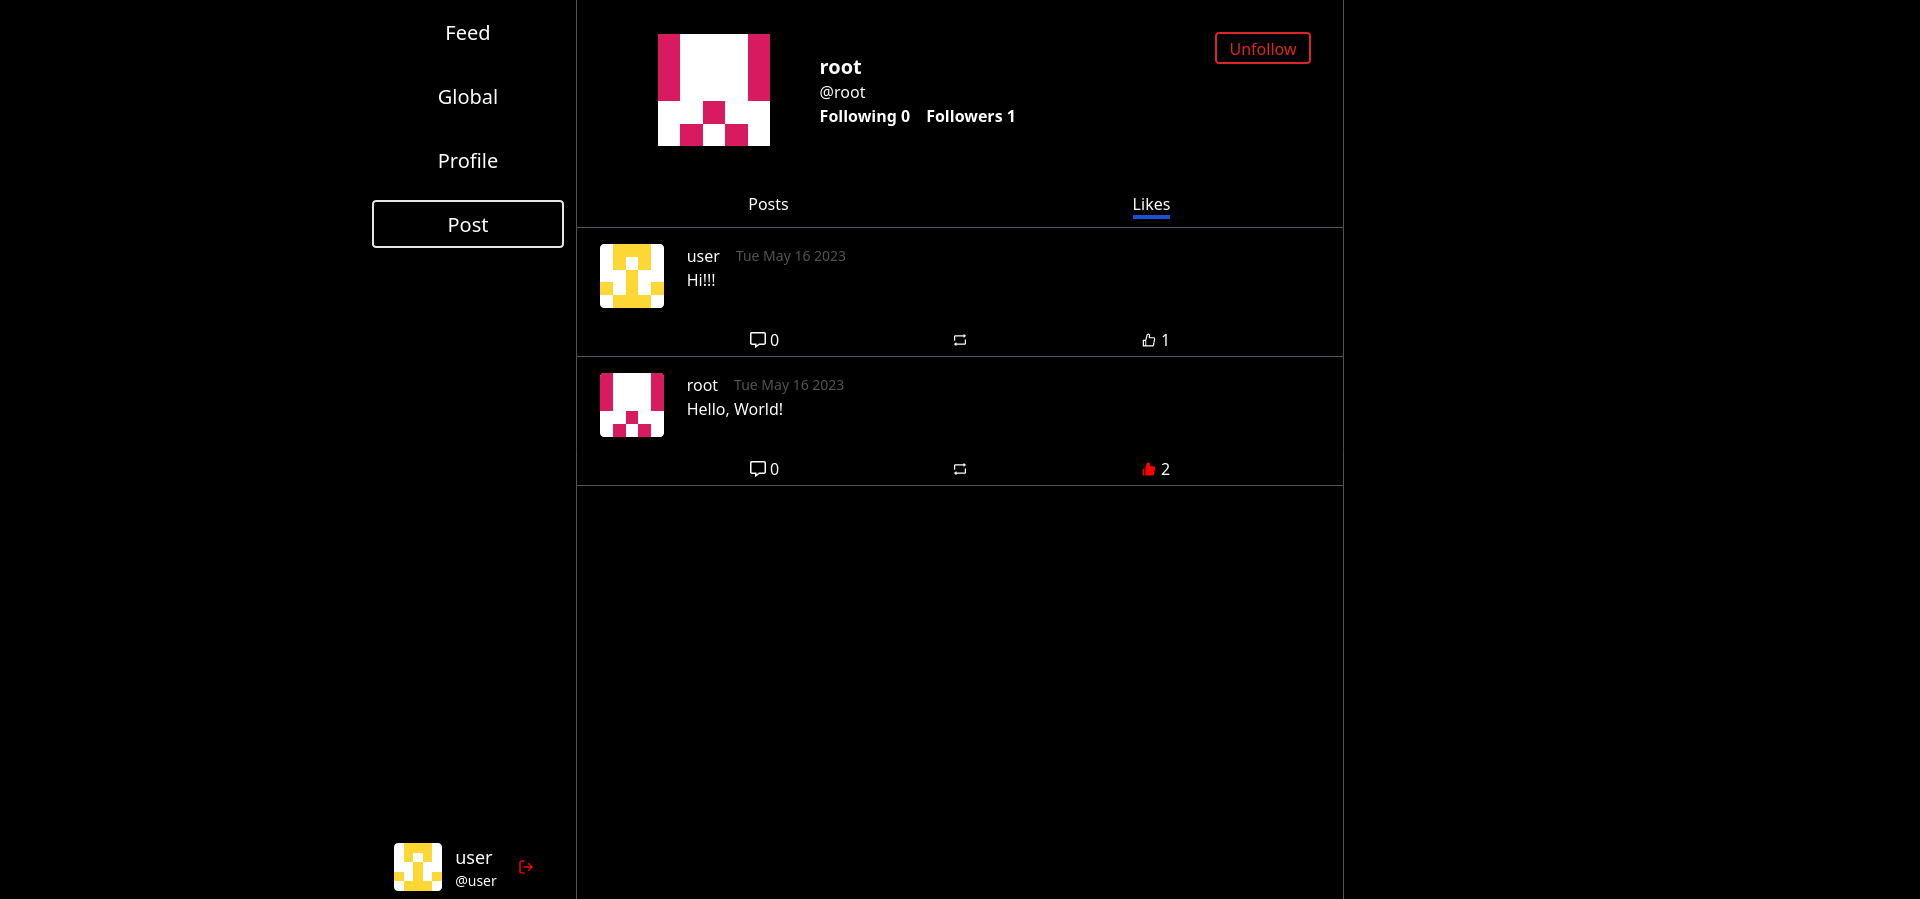 Feed
Global
Profile
Post
user
@user
Unfollow
root
@root
Following 0 Followers 1
Posts Likes
user Tue May 16 2023
Hi!!!
0 1
root Tue May 16 2023
Hello, World!
0 2